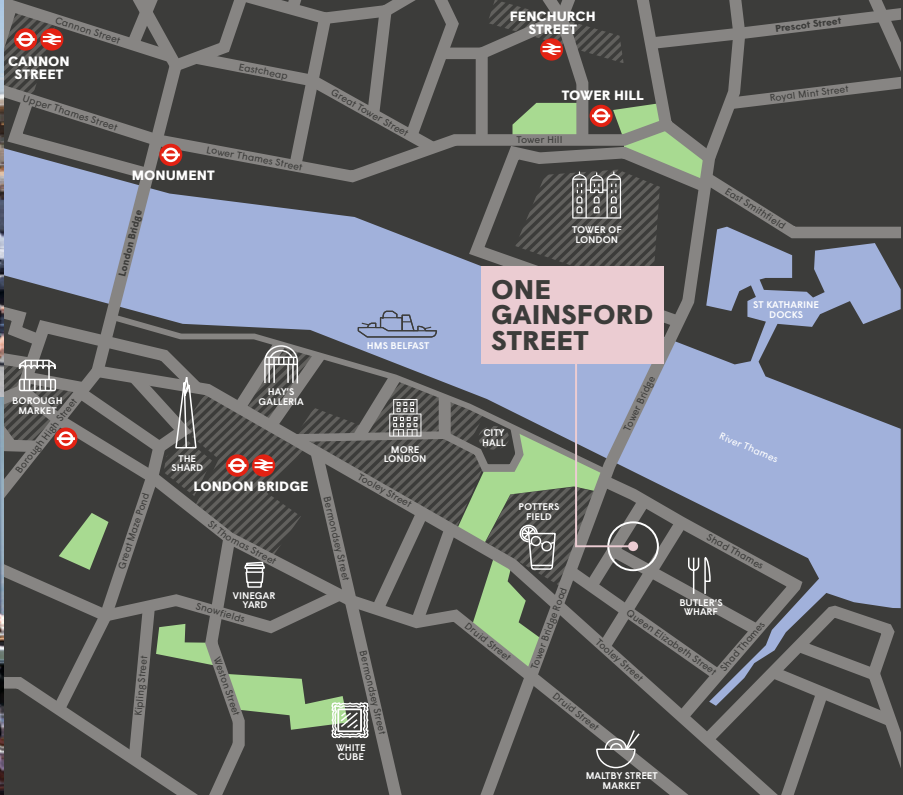 FENCHURCH
STREET
Prescot Street
Cannon Street
CANNON
STREET
Eastcheap
Great Tower Street
TOWER HILL
Royal Mint Street
Upper Thames Street
Lower Thames Street
Tower Hill
MONUMENT
London Bridge
East Smithfield
TOWER OF
LONDON
ONE
GAINSFORD
STREET
ST KATHARINE
DOCKS
HMS BELFAST
Tower Bridge
River Thames
BOROUGH
MARKET
Borough High Street
HAY'S
GALLERIA
THE
SHARD
MORE
LONDON
CITY
HALL
LONDON BRIDGE
Tooley Street
POTTERS
FIELD
Great Maze Pond
St Thomas Street
Bermondsey Street
Shad Thames
VINEGAR
YARD
BUTLER'S
WHARF
Snowfields
Druid Street
Tower Bridge Road
Queen Elizabeth Street
Tooley Street
Shad Thames
Kipling Street
Weston Street
Bermondsey Street
Druid Street
WHITE
CUBE
MALTBY STREET
MARKET